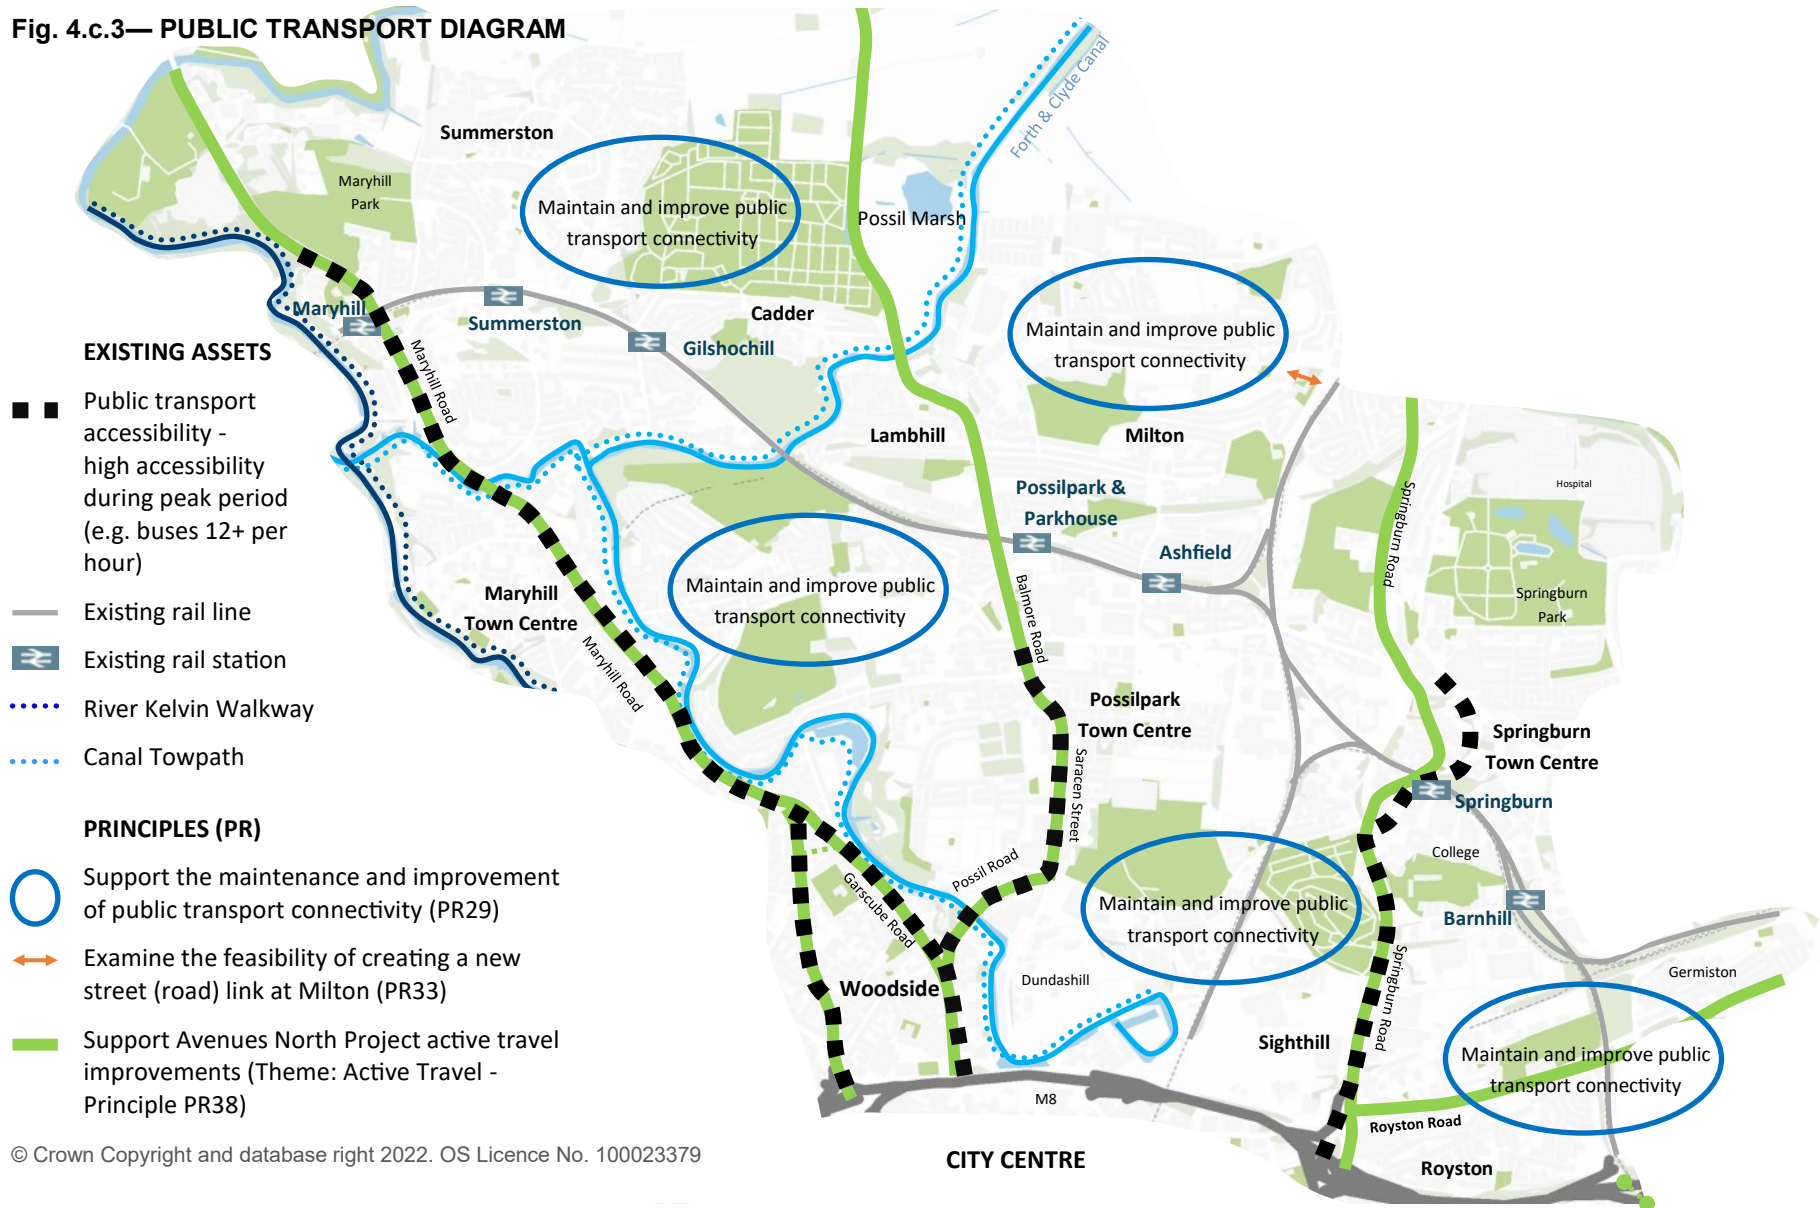 Fig. 4.c.3— PUBLIC TRANSPORT DIAGRAM
Forth & Clyde Canal
Summerston
Maryhill
Park
Maintain and improve public
transport connectivity
Possil Marsh
Maryhill
Summerston
Cadder
Gilshochill
Maintain and improve public
transport connectivity
Maryhill Road
Lambhill
Milton
Possilpark &
Parkhouse
Ashfield
Springburn Road
Hospital
Springburn
Park
Maryhill
Town Centre
Maintain and improve public
transport connectivity
Balmore Road
Maryhill Road
Possilpark
Town Centre
Springburn
Town Centre
Saracen Street
Springburn
Possil Road
Garscube Road
College
Maintain and improve public
transport connectivity
Barnhill
Springburn Road
Woodside
Dundashill
Germiston
Sighthill
Maintain and improve public
transport connectivity
M8
Royston Road
CITY CENTRE
Royston
EXISTING ASSETS
Public transport
accessibility -
high accessibility
during peak period
(e.g. buses 12+ per
hour)
Existing rail line
Existing rail station
River Kelvin Walkway
Canal Towpath
PRINCIPLES (PR)
Support the maintenance and improvement
of public transport connectivity (PR29)
Examine the feasibility of creating a new
street (road) link at Milton (PR33)
Support Avenues North Project active travel
improvements (Theme: Active Travel -
Principle PR38)
© Crown Copyright and database right 2022. OS Licence No. 100023379